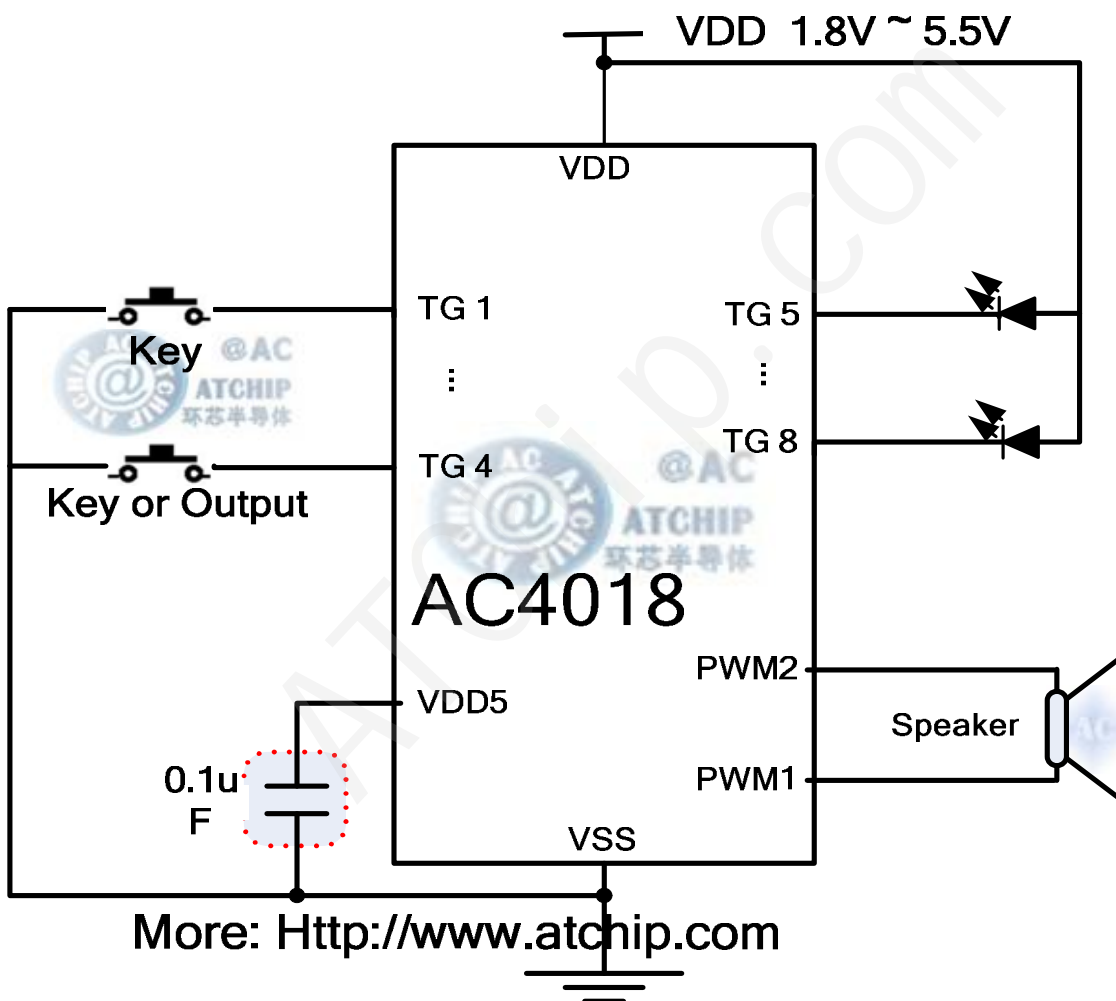 VDD 1.8V ~ 5.5V
VDD
TG 1
TG 5
Key
@AC
ATCHIP
环芯半导体
⋮
⋮
TG 4
TG 8
Key or Output
@AC
ATCHIP
环芯半导体
AC4018
VDD5
PWM2
Speaker
AC
0.1u
F
PWM1
VSS
More: Http://www.atchip.com
ATchip.com